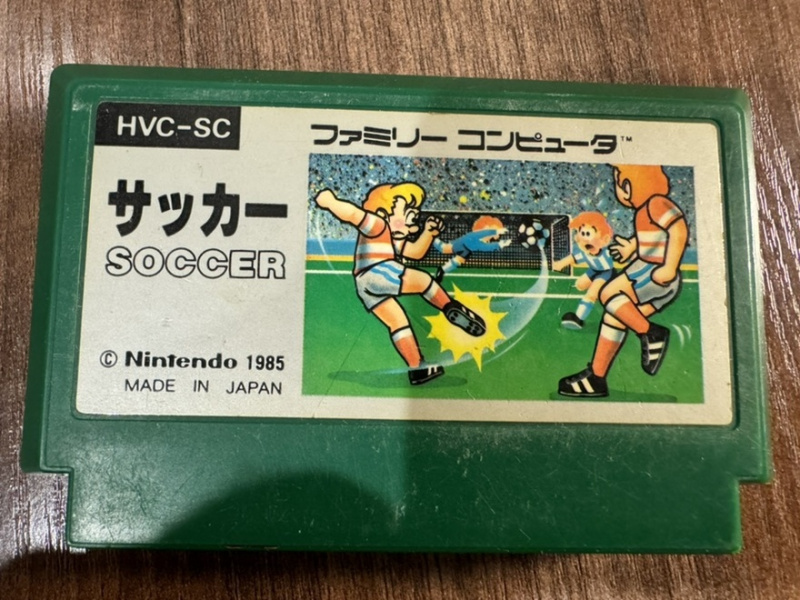 HVC-SC
ファミリー コンピュータ™
サッカー
SOCCER
© Nintendo 1985
MADE IN JAPAN